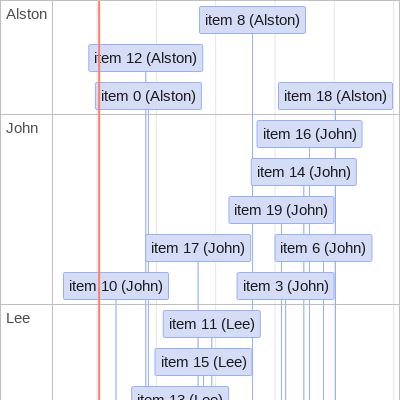 Alston
item 8 (Alston)
item 12 (Alston)
item 0 (Alston)
item 18 (Alston)
John
item 16 (John)
item 14 (John)
item 19 (John)
item 17 (John)
item 6 (John)
item 10 (John)
item 3 (John)
Lee
item 11 (Lee)
item 15 (Lee)
item 13 (Lee)